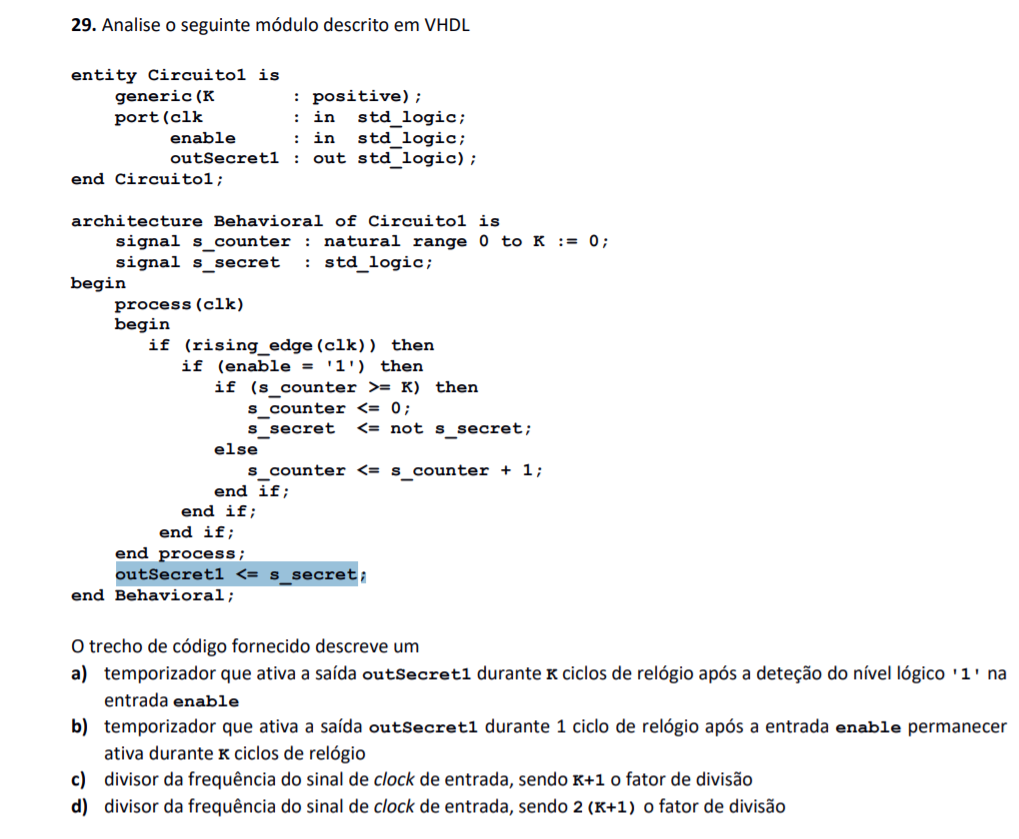 29. Analise o seguinte módulo descrito em VHDL
entity Circuito1 is
    generic(K       : positive);
    port(clk        : in  std_logic;
         enable     : in  std_logic;
         outSecret1 : out std_logic);
end Circuito1;
architecture Behavioral of Circuito1 is
    signal s_counter : natural range 0 to K := 0;
    signal s_secret  : std_logic;
begin
    process(clk)
    begin
       if (rising_edge(clk)) then
          if (enable = '1') then
             if (s_counter >= K) then
                s_counter <= 0;
                s_secret  <= not s_secret;
             else
                s_counter <= s_counter + 1;
             end if;
          end if;
        end if;
    end process;
    outSecret1 <= s_secret;
end Behavioral;
O trecho de código fornecido descreve um
a) temporizador que ativa a saída outSecret1 durante K ciclos de relógio após a deteção do nível lógico '1' na
entrada enable
b) temporizador que ativa a saída outSecret1 durante 1 ciclo de relógio após a entrada enable permanecer
ativa durante K ciclos de relógio
c) divisor da frequência do sinal de clock de entrada, sendo K+1 o fator de divisão
d) divisor da frequência do sinal de clock de entrada, sendo 2(K+1) o fator de divisão